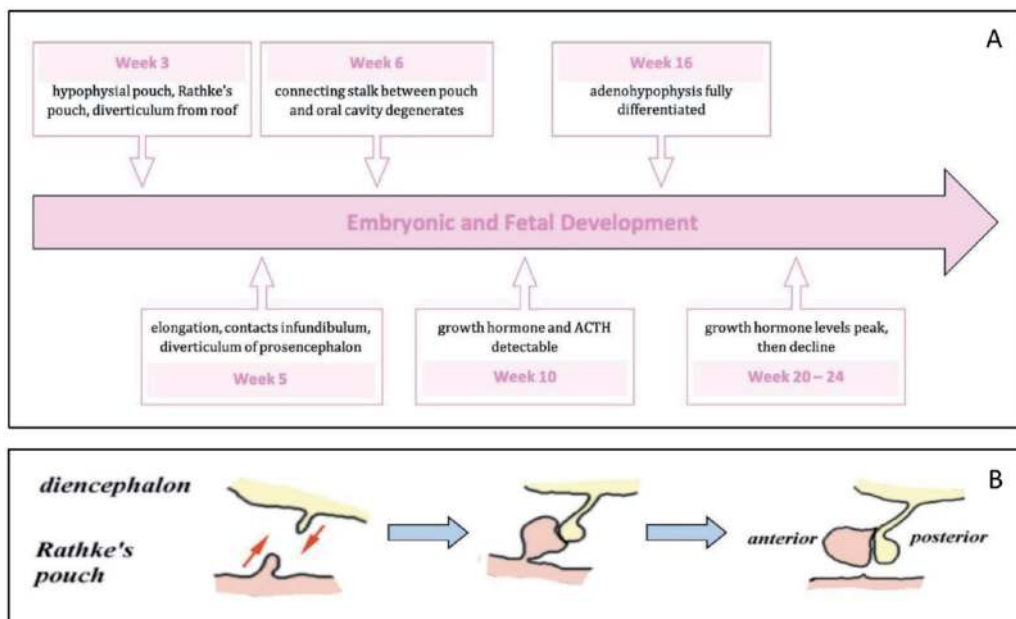 A
Week 3
hypophysial pouch, Rathke's
pouch, diverticulum from roof
Week 6
connecting stalk between pouch
and oral cavity degenerates
Week 16
adenohypophysis fully
differentiated
Embryonic and Fetal Development
elongation, contacts infundibulum,
diverticulum of prosencephalon
Week 5
growth hormone and ACTH
detectable
Week 10
growth hormone levels peak,
then decline
Week 20 – 24
B
diencephalon
Rathke's
pouch
anterior
posterior